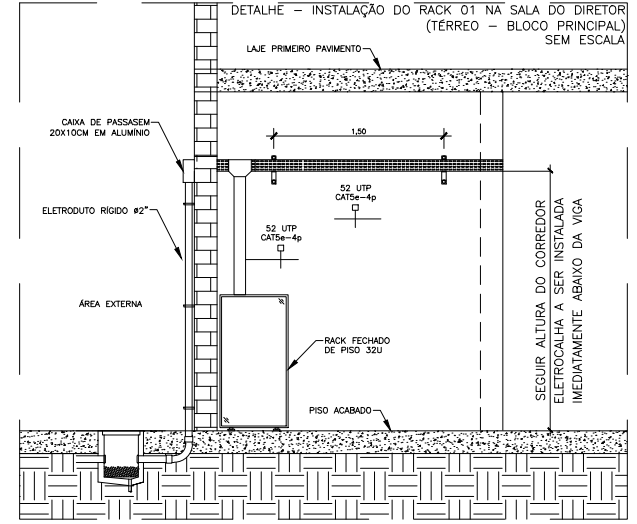 DETALHE – INSTALAÇÃO DO RACK 01 NA SALA DO DIRETOR
(TÉRREO – BLOCO PRINCIPAL)
SEM ESCALA
LAJE PRIMEIRO PAVIMENTO
CAIXA DE PASSASEM
20X10CM EM ALUMÍNIO
1,50
52 UTP
CAT5e-4p
ELETRODUTO RÍGIDO ø2"
52 UTP
CAT5e-4p
ÁREA EXTERNA
RACK FECHADO
DE PISO 32U
PISO ACABADO
SEGUIR ALTURA DO CORREDOR
ELETROCALHA A SER INSTALADA
IMEDIATAMENTE ABAIXO DA VIGA